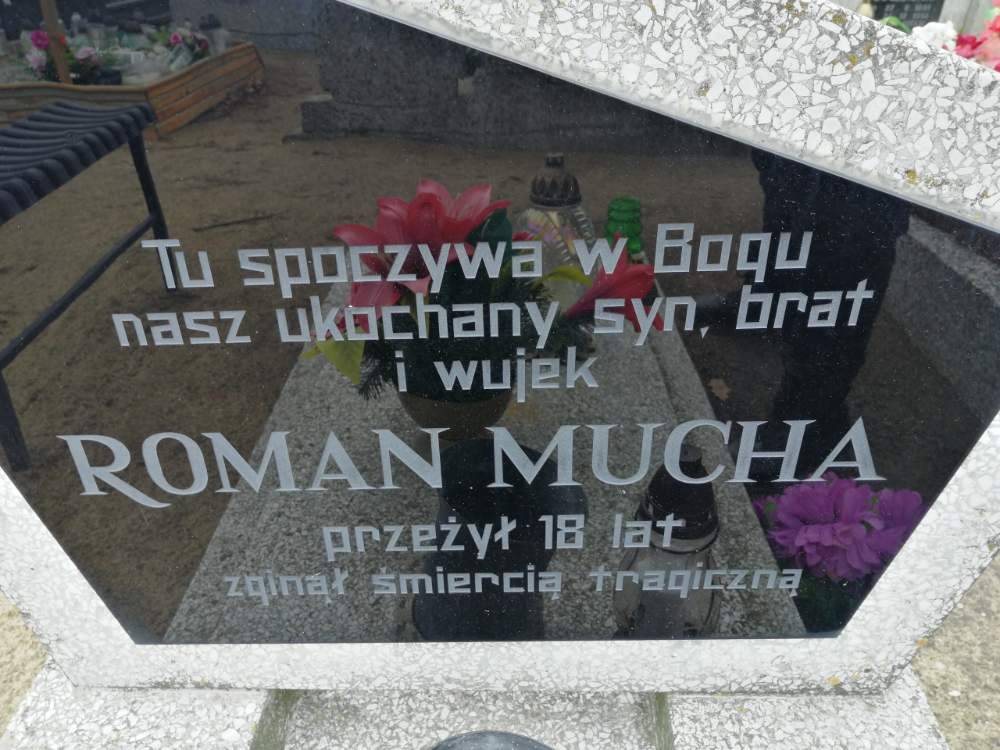 Tu spoczywa w Bogu
nasz ukochany syn, brat
i wujek
ROMAN MUCHA
przeżył 18 lat
zginął śmiercią tragiczną